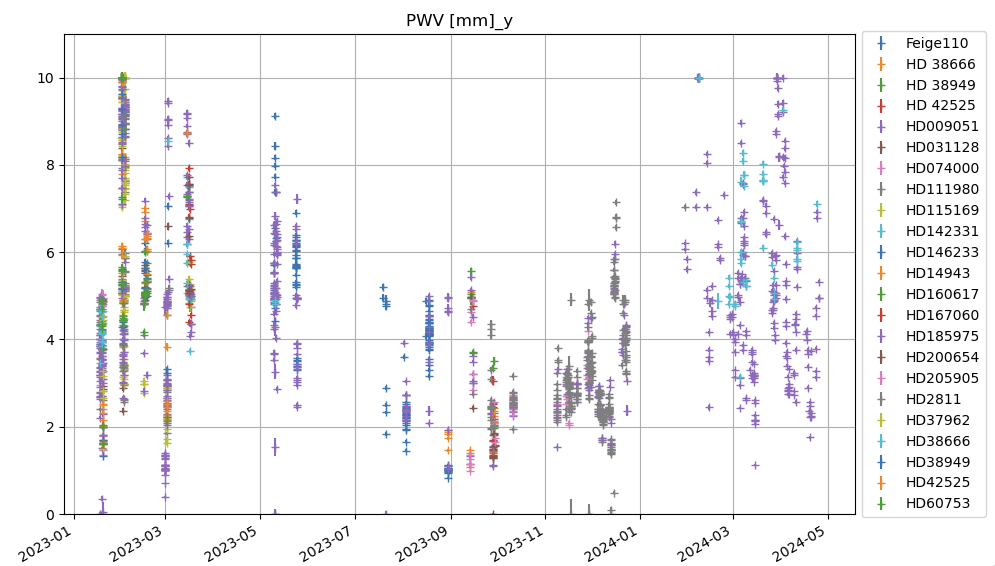 PWV [mm]_y
10
8
6
4
2
0
2023-01
2023-03
2023-05
2023-07
2023-09
2023-11
2024-01
2024-03
2024-05
Feige110
HD 38666
HD 38949
HD 42525
HD009051
HD031128
HD074000
HD111980
HD115169
HD142331
HD146233
HD14943
HD160617
HD167060
HD185975
HD200654
HD205905
HD2811
HD37962
HD38666
HD38949
HD42525
HD60753